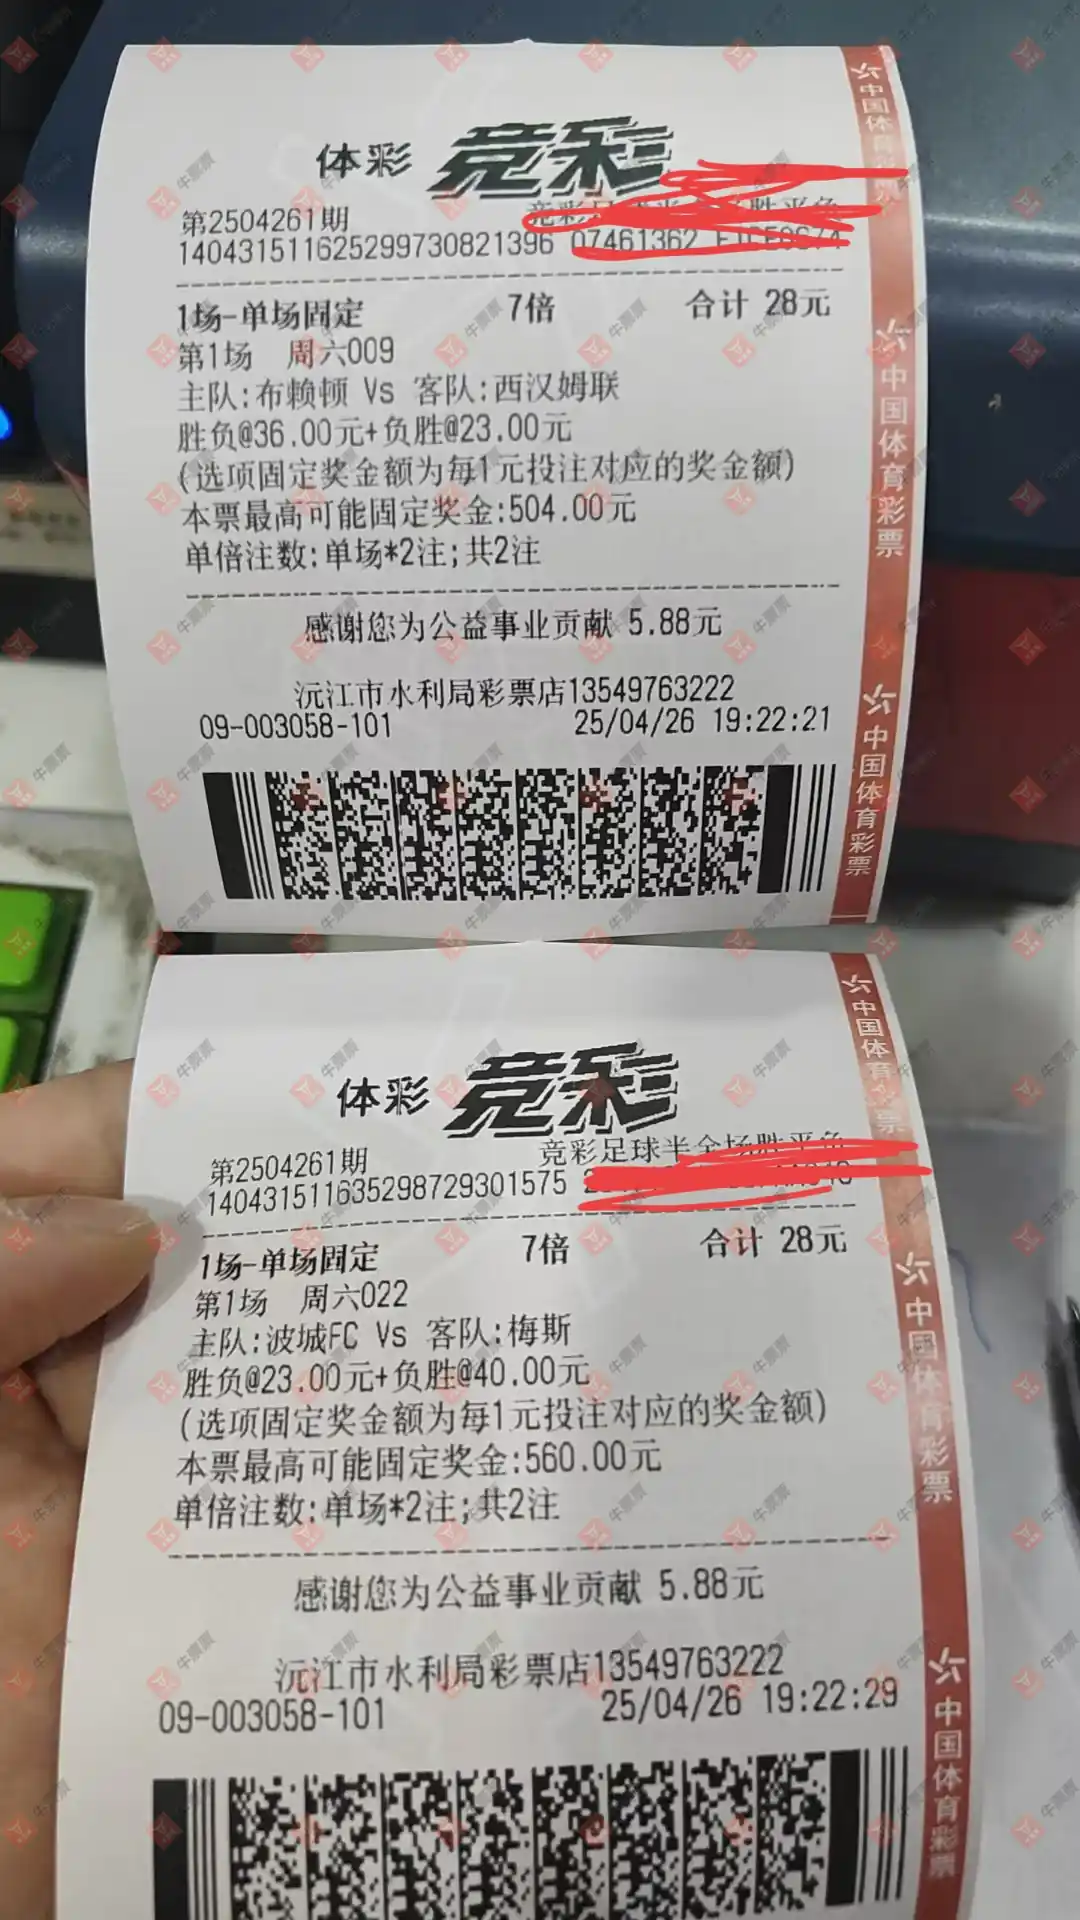 体彩 竞彩
第2504261期
140431511625299730821396 07461362
1场-单场固定 7倍 合计 28元
第1场 周六009
主队:布赖顿 Vs 客队:西汉姆联
胜负@36.00元+负胜@23.00元
(选项固定奖金额为每1元投注对应的奖金额)
本票最高可能固定奖金:504.00元
单倍注数:单场*2注;共2注
感谢您为公益事业贡献 5.88元
沅江市水利局彩票店13549763222
09-003058-101 25/04/26 19:22:21
中国体育彩票
中国体育彩票
中国体育彩票
体彩 竞彩
第2504261期 竞彩足球半全场胜平负
140431511635298729301575
1场-单场固定 7倍 合计 28元
第1场 周六022
主队:波城FC Vs 客队:梅斯
胜负@23.00元+负胜@40.00元
(选项固定奖金额为每1元投注对应的奖金额)
本票最高可能固定奖金:560.00元
单倍注数:单场*2注;共2注
感谢您为公益事业贡献 5.88元
沅江市水利局彩票店13549763222
09-003058-101 25/04/26 19:22:29
中国体育彩票
中国体育彩票
中国体育彩票
牛票票